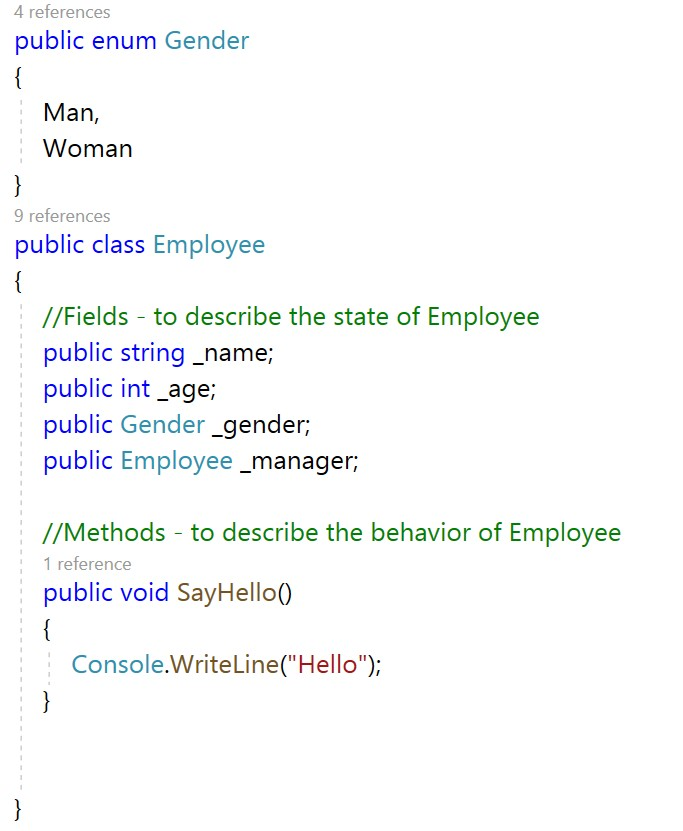 4 references
public enum Gender
{
Man,
Woman
}
9 references
public class Employee
{
//Fields - to describe the state of Employee
public string _name;
public int _age;
public Gender _gender;
public Employee _manager;
//Methods - to describe the behavior of Employee
1 reference
public void SayHello()
{
Console.WriteLine("Hello");
}
}